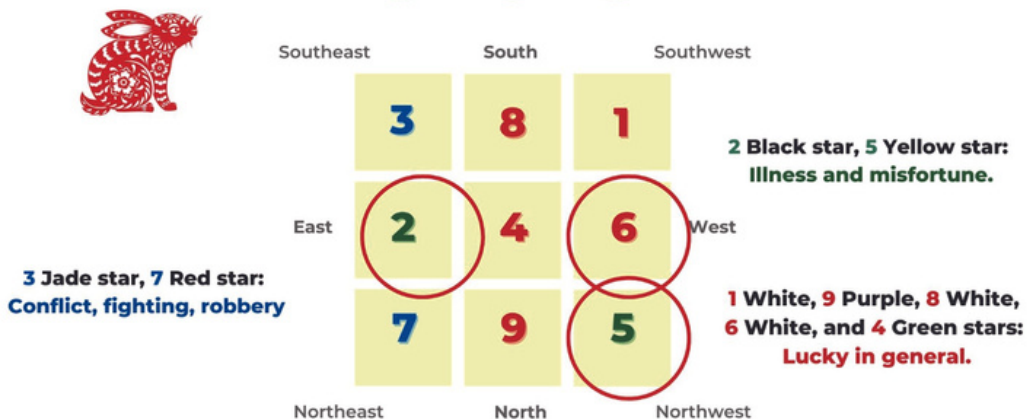 Southeast South Southwest
3 8 1
2 Black star, 5 Yellow star:
Illness and misfortune.
East 2 4 6 West
3 Jade star, 7 Red star:
Conflict, fighting, robbery
1 White, 9 Purple, 8 White,
6 White, and 4 Green stars:
Lucky in general.
7 9 5
Northeast North Northwest